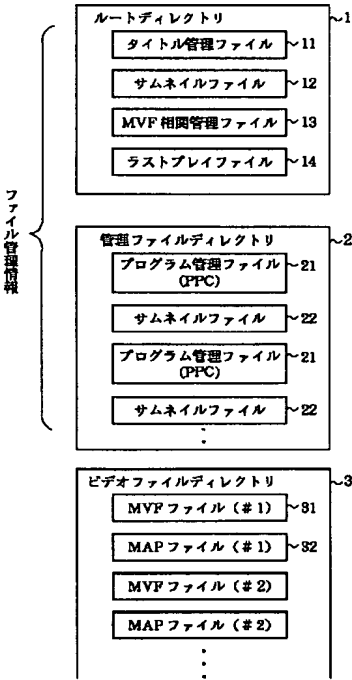 ルートディレクトリ
1
タイトル管理ファイル
11
サムネイルファイル
12
MVF相関管理ファイル
13
ラストプレイファイル
14
ファイル管理情報
管理ファイルディレクトリ
2
プログラム管理ファイル
(PPC)
21
サムネイルファイル
22
プログラム管理ファイル
(PPC)
21
サムネイルファイル
22
ビデオファイルディレクトリ
3
MVFファイル(#1)
31
MAPファイル(#1)
32
MVFファイル(#2)
MAPファイル(#2)